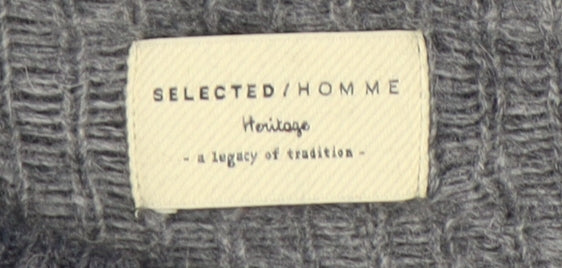 SELECTED/HOMME
Heritage
- a legacy of tradition -